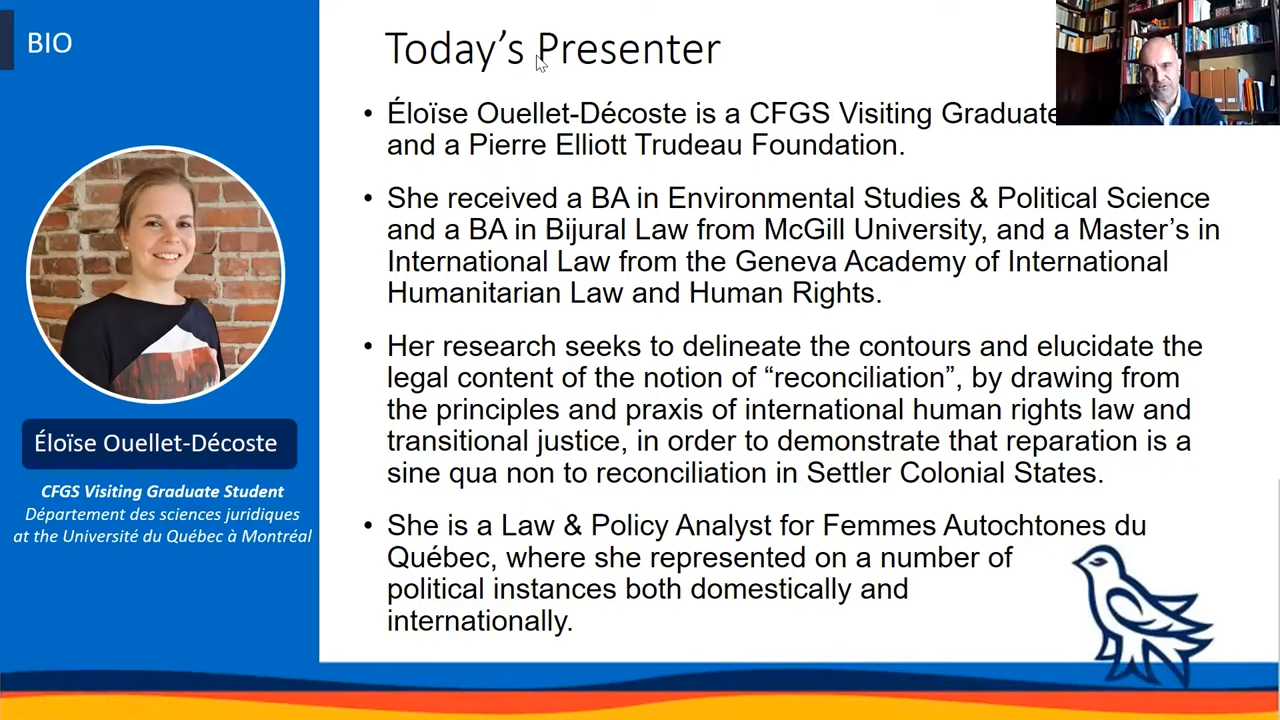 BIO
Today's Presenter
• Éloïse Ouellet-Décoste is a CFGS Visiting Graduate
and a Pierre Elliott Trudeau Foundation.
• She received a BA in Environmental Studies & Political Science
and a BA in Bijural Law from McGill University, and a Master's in
International Law from the Geneva Academy of International
Humanitarian Law and Human Rights.
• Her research seeks to delineate the contours and elucidate the
legal content of the notion of “reconciliation”, by drawing from
the principles and praxis of international human rights law and
transitional justice, in order to demonstrate that reparation is a
sine qua non to reconciliation in Settler Colonial States.
• She is a Law & Policy Analyst for Femmes Autochtones du
Québec, where she represented on a number of
political instances both domestically and
internationally.
Éloïse Ouellet-Décoste
CFGS Visiting Graduate Student
Département des sciences juridiques
at the Université du Québec à Montréal